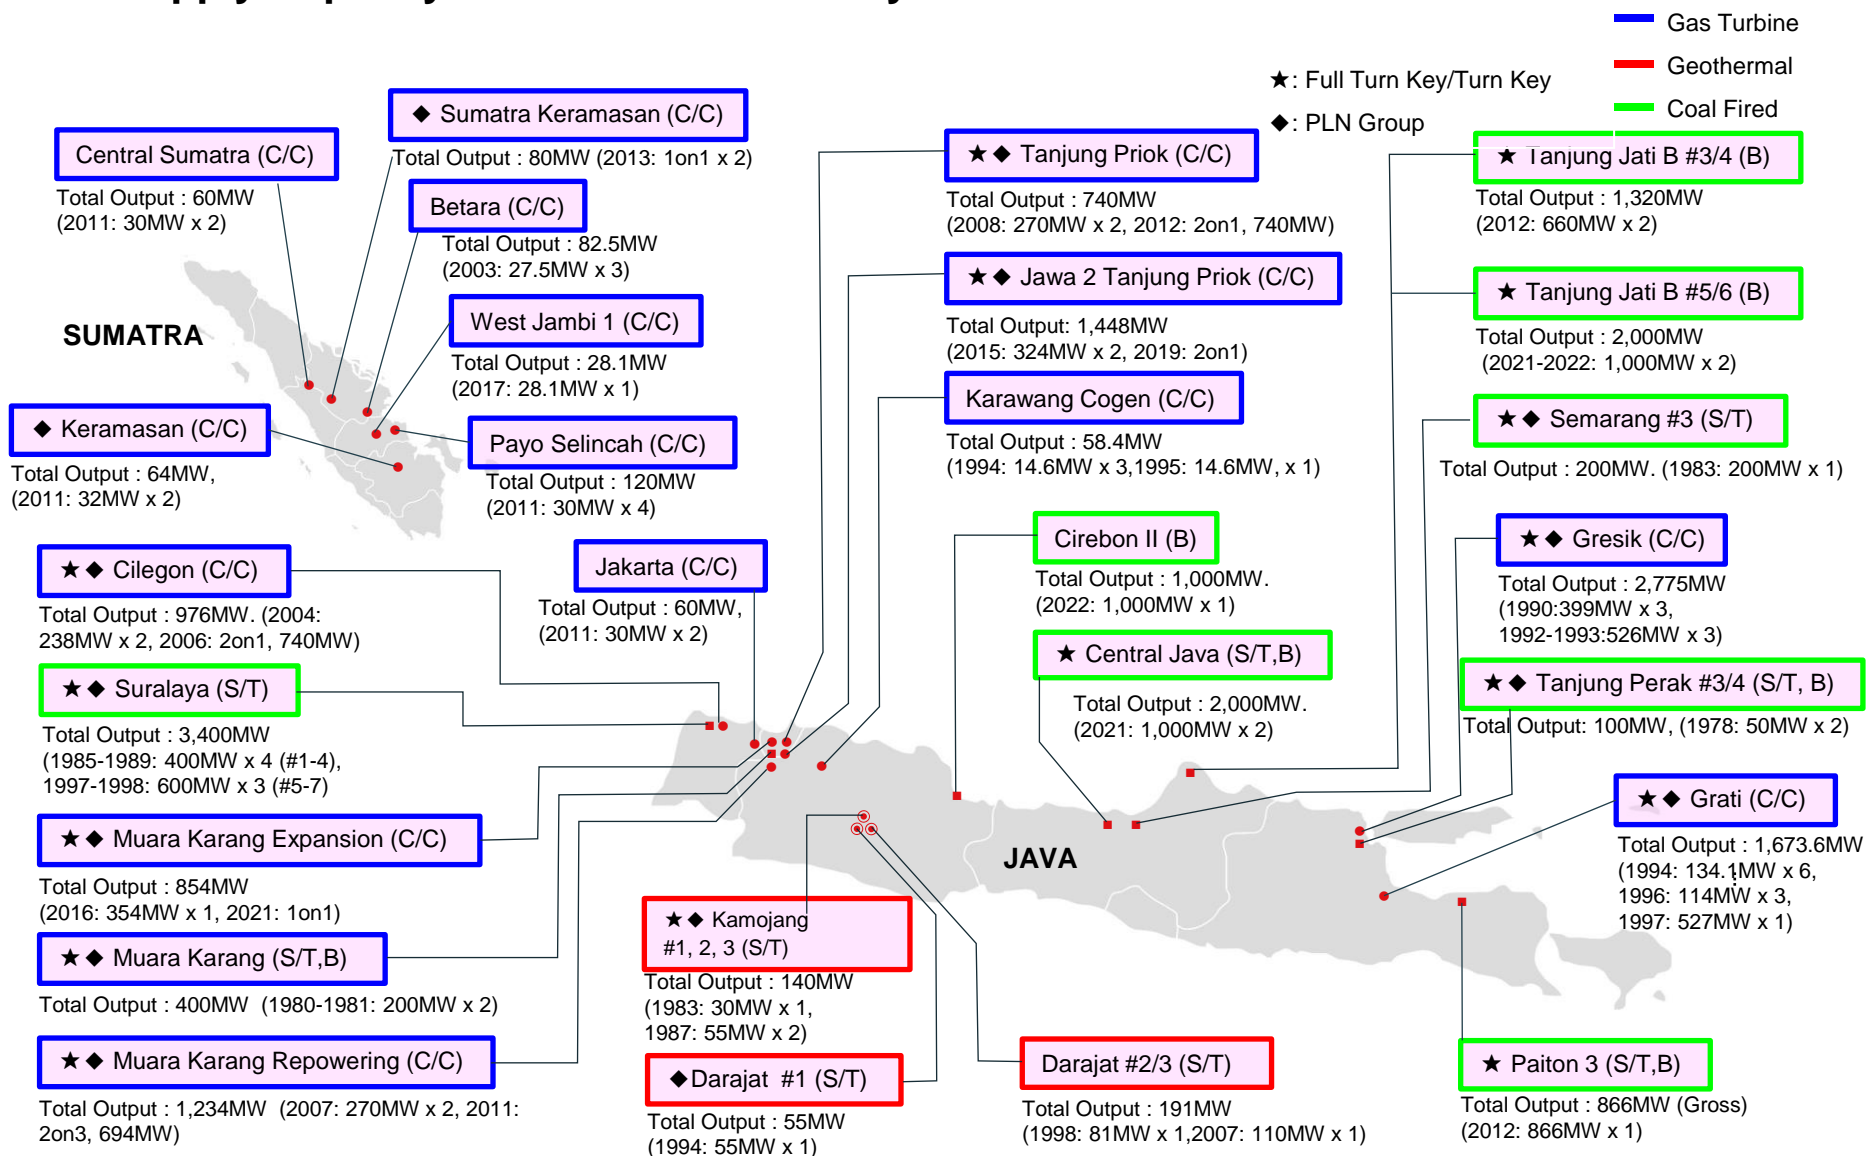 Gas Turbine
Geothermal
Coal Fired
★: Full Turn Key/Turn Key
◆: PLN Group
◆ Sumatra Keramasan (C/C)
Total Output : 80MW (2013: 1on1 x 2)
Central Sumatra (C/C)
Total Output : 60MW
(2011: 30MW x 2)
Betara (C/C)
Total Output : 82.5MW
(2003: 27.5MW x 3)
West Jambi 1 (C/C)
Total Output : 28.1MW
(2017: 28.1MW x 1)
SUMATRA
◆ Keramasan (C/C)
Total Output : 64MW,
(2011: 32MW x 2)
Payo Selincah (C/C)
Total Output : 120MW
(2011: 30MW x 4)
★◆ Tanjung Priok (C/C)
Total Output : 740MW
(2008: 270MW x 2, 2012: 2on1, 740MW)
★◆ Jawa 2 Tanjung Priok (C/C)
Total Output: 1,448MW
(2015: 324MW x 2, 2019: 2on1)
Karawang Cogen (C/C)
Total Output : 58.4MW
(1994: 14.6MW x 3,1995: 14.6MW, x 1)
★ Tanjung Jati B #3/4 (B)
Total Output : 1,320MW
(2012: 660MW x 2)
★ Tanjung Jati B #5/6 (B)
Total Output : 2,000MW
(2021-2022: 1,000MW x 2)
★◆ Semarang #3 (S/T)
Total Output : 200MW. (1983: 200MW x 1)
★◆ Cilegon (C/C)
Total Output : 976MW. (2004:
238MW x 2, 2006: 2on1, 740MW)
Jakarta (C/C)
Total Output : 60MW,
(2011: 30MW x 2)
Cirebon II (B)
Total Output : 1,000MW.
(2022: 1,000MW x 1)
★◆ Gresik (C/C)
Total Output : 2,775MW
(1990:399MW x 3,
1992-1993:526MW x 3)
★◆ Suralaya (S/T)
Total Output : 3,400MW
(1985-1989: 400MW x 4 (#1-4),
1997-1998: 600MW x 3 (#5-7)
★ Central Java (S/T,B)
Total Output : 2,000MW.
(2021: 1,000MW x 2)
★◆ Tanjung Perak #3/4 (S/T, B)
Total Output: 100MW, (1978: 50MW x 2)
★◆ Muara Karang Expansion (C/C)
Total Output : 854MW
(2016: 354MW x 1, 2021: 1on1)
JAVA
★◆ Grati (C/C)
Total Output : 1,673.6MW
(1994: 134.1MW x 6,
1996: 114MW x 3,
1997: 527MW x 1)
★◆ Muara Karang (S/T,B)
Total Output : 400MW (1980-1981: 200MW x 2)
★◆ Kamojang
#1, 2, 3 (S/T)
Total Output : 140MW
(1983: 30MW x 1,
1987: 55MW x 2)
★◆ Muara Karang Repowering (C/C)
Total Output : 1,234MW (2007: 270MW x 2, 2011:
2on3, 694MW)
◆Darajat #1 (S/T)
Total Output : 55MW
(1994: 55MW x 1)
Darajat #2/3 (S/T)
Total Output : 191MW
(1998: 81MW x 1,2007: 110MW x 1)
★ Paiton 3 (S/T,B)
Total Output : 866MW (Gross)
(2012: 866MW x 1)